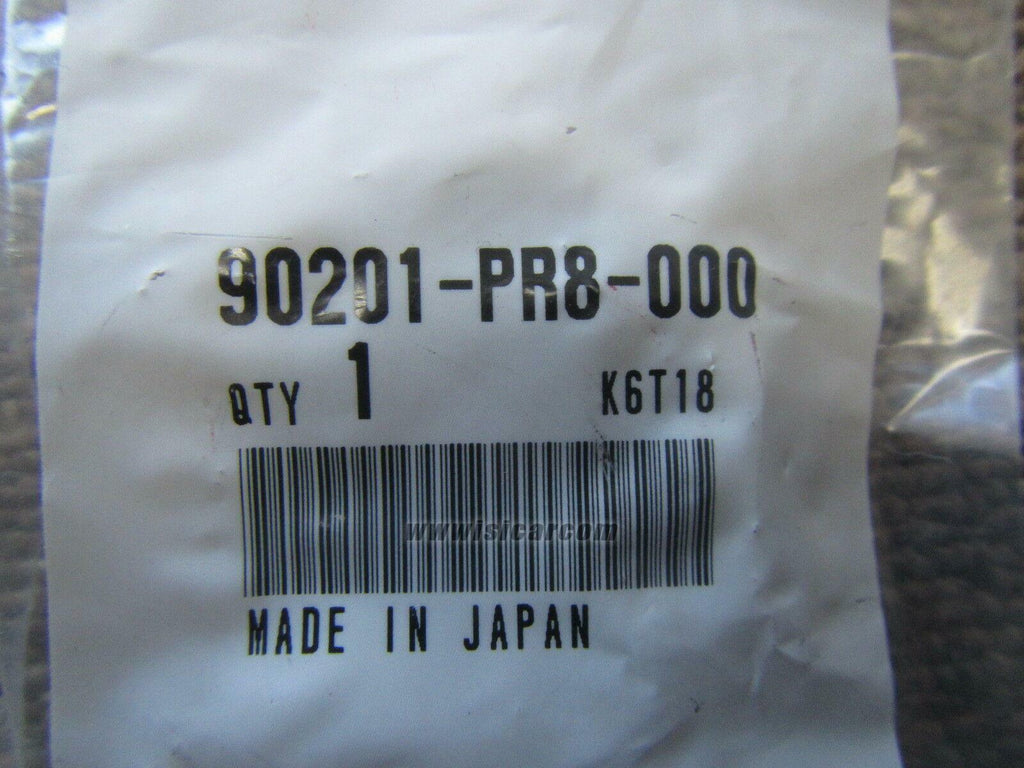 90201-PR8-000
QTY 1 K6T18
www.isicar.com
MADE IN JAPAN